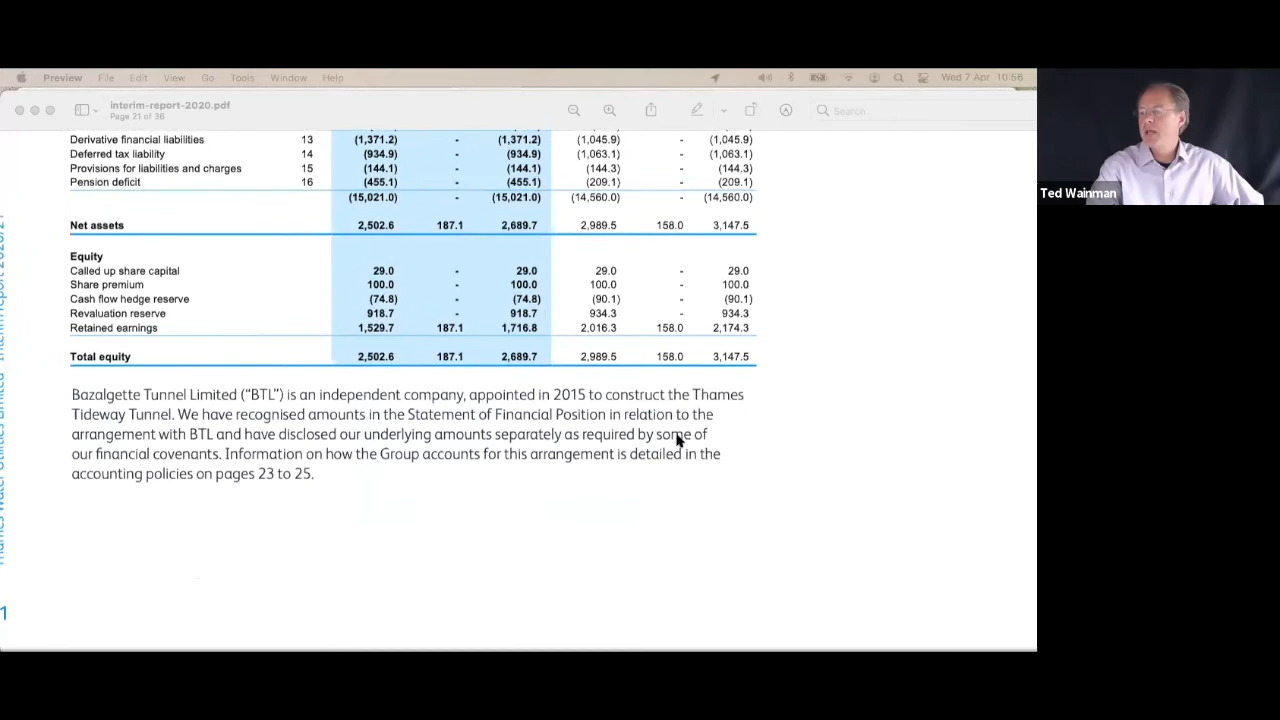 Preview File Edit View Go Tools Window Help Wed 7 Apr 10:56
interim-report-2020.pdf
Page 21 of 36
Search
Derivative financial liabilities 13 (1,371.2) - (1,371.2) (1,045.9) - (1,045.9)
Deferred tax liability 14 (934.9) - (934.9) (1,063.1) - (1,063.1)
Provisions for liabilities and charges 15 (144.1) - (144.1) (144.3) - (144.3)
Pension deficit 16 (455.1) - (455.1) (209.1) - (209.1)
(15,021.0) - (15,021.0) (14,560.0) - (14,560.0)
Net assets 2,502.6 187.1 2,689.7 2,989.5 158.0 3,147.5
Equity
Called up share capital 29.0 - 29.0 29.0 - 29.0
Share premium 100.0 - 100.0 100.0 - 100.0
Cash flow hedge reserve (74.8) - (74.8) (90.1) - (90.1)
Revaluation reserve 918.7 - 918.7 934.3 - 934.3
Retained earnings 1,529.7 187.1 1,716.8 2,016.3 158.0 2,174.3
Total equity 2,502.6 187.1 2,689.7 2,989.5 158.0 3,147.5
Bazalgette Tunnel Limited (“BTL”) is an independent company, appointed in 2015 to construct the Thames
Tideway Tunnel. We have recognised amounts in the Statement of Financial Position in relation to the
arrangement with BTL and have disclosed our underlying amounts separately as required by some of
our financial covenants. Information on how the Group accounts for this arrangement is detailed in the
accounting policies on pages 23 to 25.
1
Ted Wainman